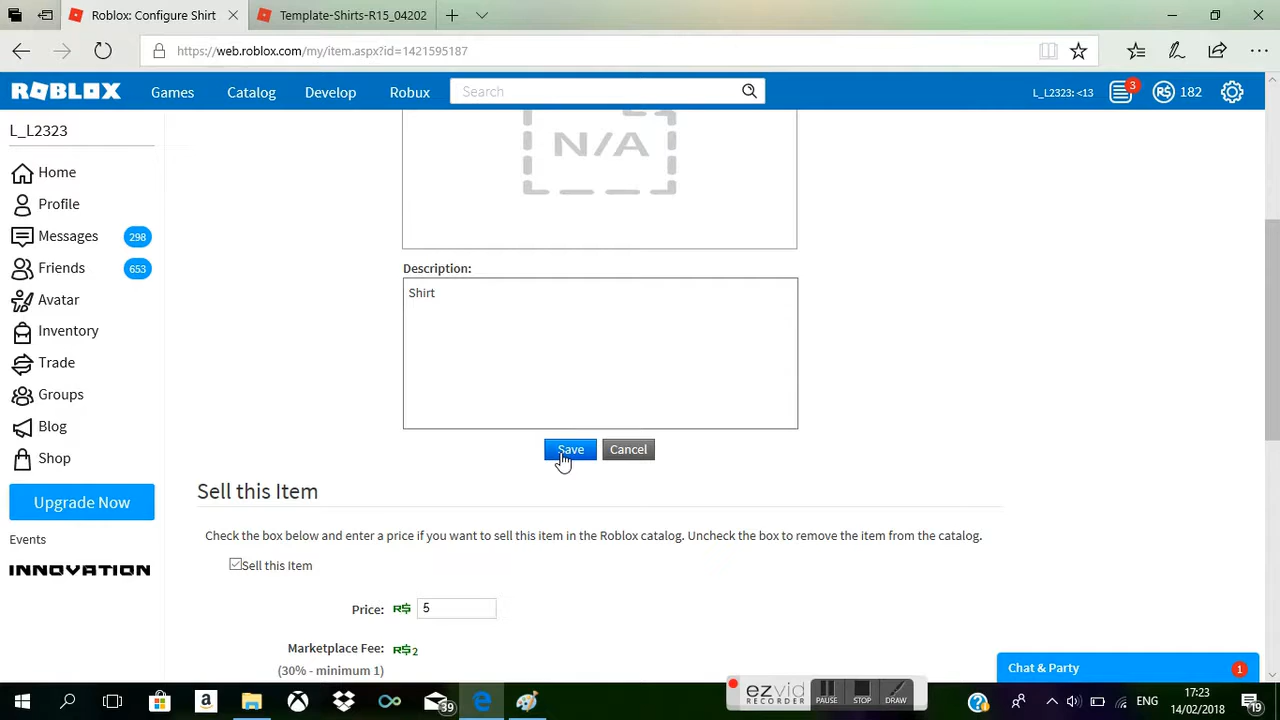 Roblox: Configure Shirt
Template-Shirts-R15_04202
https://web.roblox.com/my/item.aspx?id=1421595187
ROBLOX
Games
Catalog
Develop
Robux
Search
L_L2323: <13
3
R$ 182
L_L2323
Home
Profile
Messages 298
Friends 653
Avatar
Inventory
Trade
Groups
Blog
Shop
Upgrade Now
Events
INNOVATION
N/A
Description:
Shirt
Save
Cancel
Sell this Item
Check the box below and enter a price if you want to sell this item in the Roblox catalog. Uncheck the box to remove the item from the catalog.
Sell this Item
Price: R$ 5
Marketplace Fee: R$2
(30% - minimum 1)
Chat & Party 1
ezvid
RECORDER
PAUSE
STOP
DRAW
39
ENG
17:23
14/02/2018
19